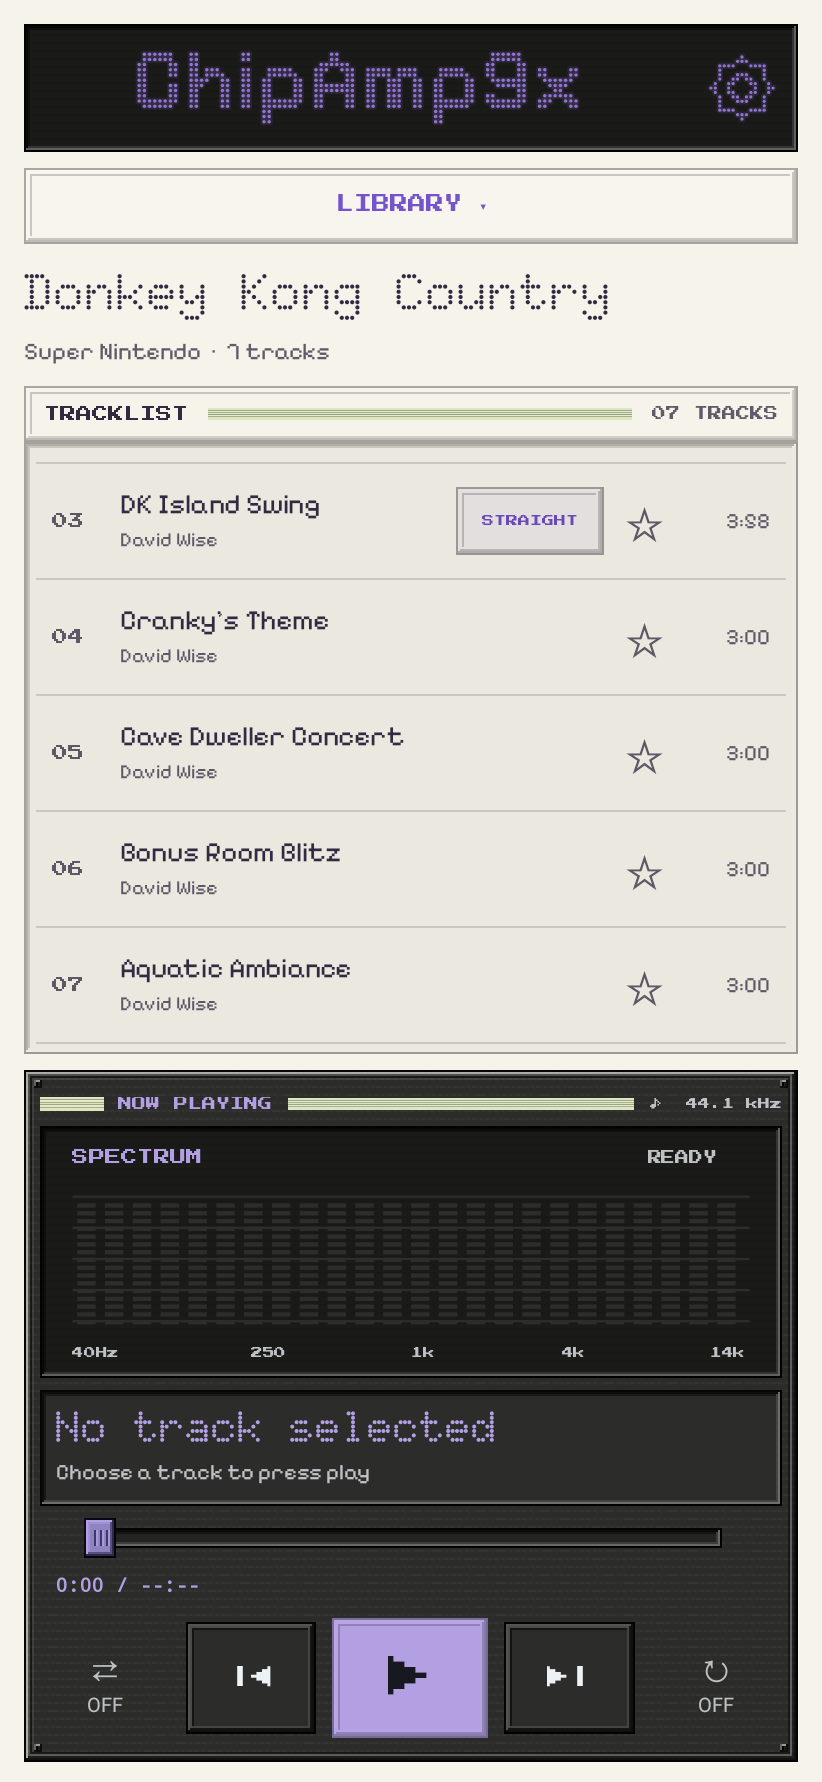 ChipAmp9x
LIBRARY ▾
Donkey Kong Country
Super Nintendo · 7 tracks
TRACKLIST 07 TRACKS
03 DK Island Swing STRAIGHT ☆
David Wise
04 Cranky's Theme ☆ 3:00
David Wise
05 Cave Dweller Concert ☆ 3:00
David Wise
06 Bonus Room Blitz ☆ 3:00
David Wise
07 Aquatic Ambiance ☆ 3:00
David Wise
NOW PLAYING ♪ 44.1 kHz
SPECTRUM READY
40Hz 250 1k 4k 14k
No track selected
Choose a track to press play
0:00 / --:--
OFF OFF